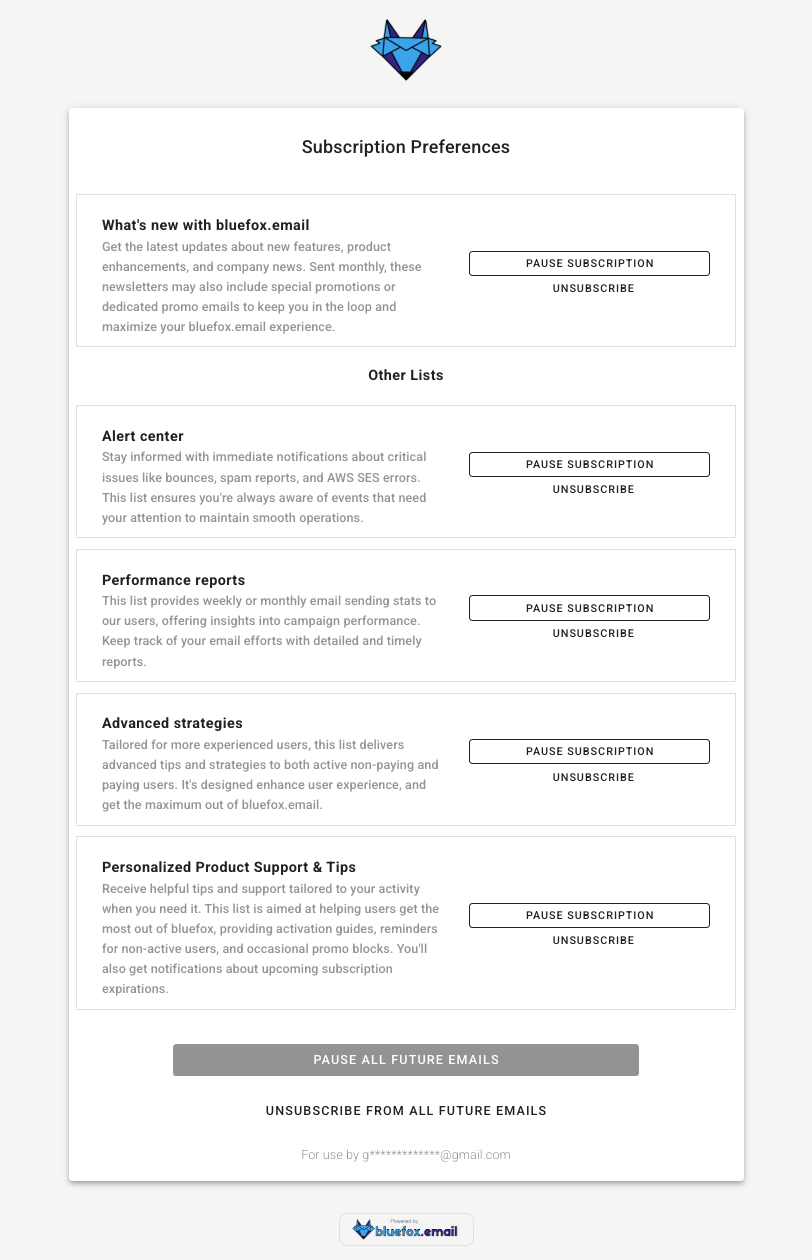 Subscription Preferences
What's new with bluefox.email
Get the latest updates about new features, product
enhancements, and company news. Sent monthly, these
newsletters may also include special promotions or
dedicated promo emails to keep you in the loop and
maximize your bluefox.email experience.
PAUSE SUBSCRIPTION
UNSUBSCRIBE
Other Lists
Alert center
Stay informed with immediate notifications about critical
issues like bounces, spam reports, and AWS SES errors.
This list ensures you're always aware of events that need
your attention to maintain smooth operations.
PAUSE SUBSCRIPTION
UNSUBSCRIBE
Performance reports
This list provides weekly or monthly email sending stats to
our users, offering insights into campaign performance.
Keep track of your email efforts with detailed and timely
reports.
PAUSE SUBSCRIPTION
UNSUBSCRIBE
Advanced strategies
Tailored for more experienced users, this list delivers
advanced tips and strategies to both active non-paying and
paying users. It's designed enhance user experience, and
get the maximum out of bluefox.email.
PAUSE SUBSCRIPTION
UNSUBSCRIBE
Personalized Product Support & Tips
Receive helpful tips and support tailored to your activity
when you need it. This list is aimed at helping users get the
most out of bluefox, providing activation guides, reminders
for non-active users, and occasional promo blocks. You'll
also get notifications about upcoming subscription
expirations.
PAUSE SUBSCRIPTION
UNSUBSCRIBE
PAUSE ALL FUTURE EMAILS
UNSUBSCRIBE FROM ALL FUTURE EMAILS
For use by g*************@gmail.com
Powered by
bluefox.email